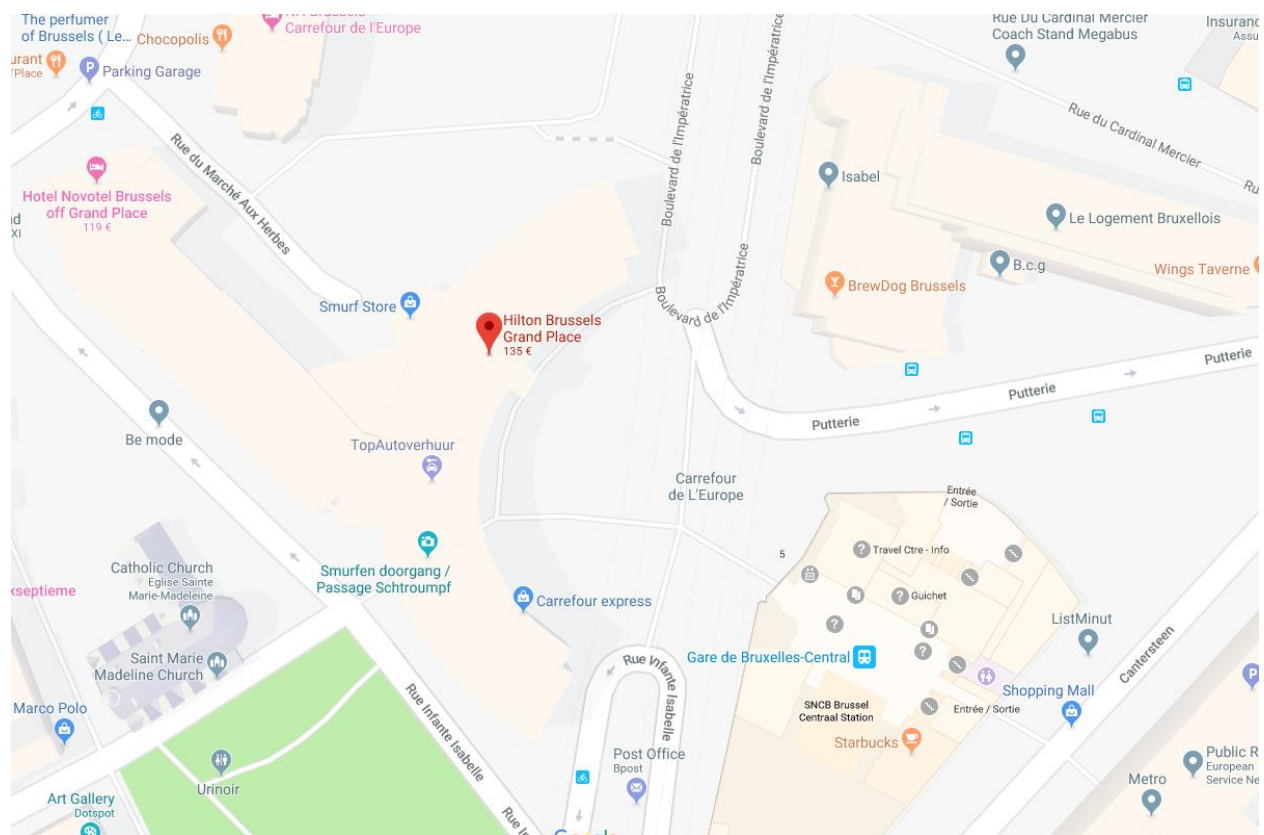 The perfumer
of Brussels ( Le...
Chocopolis
Carrefour de l'Europe
Rue Du Cardinal Mercier
Coach Stand Megabus
Parking Garage
P
Rue du Cardinal Mercier
Boulevard de l'Impératrice
Boulevard de l'Impératrice
Rue du Marché Aux Herbes
Hotel Novotel Brussels
off Grand Place
119 €
Isabel
Le Logement Bruxellois
B.c.g
Wings Taverne
BrewDog Brussels
Smurf Store
Boulevard de l'Impératrice
Hilton Brussels
Grand Place
135 €
Putterie
Putterie
Putterie
Be mode
TopAutoverhuur
Carrefour
de L'Europe
Entrée
/ Sortie
5
Travel Ctre - Info
Catholic Church
Eglise Sainte
Marie-Madeleine
Smurfen doorgang /
Passage Schtroumpf
Carrefour express
Guichet
ListMinut
Saint Marie
Madeline Church
Gare de Bruxelles-Central
Rue Infante Isabelle
Cantersteen
Shopping Mall
SNCB Brussel
Centraal Station
Entrée / Sortie
Marco Polo
Rue Infante Isabelle
Starbucks
Post Office
Bpost
Urinoir
Metro
P
Public R
European
Service Ne
Art Gallery
Dotspot
Google